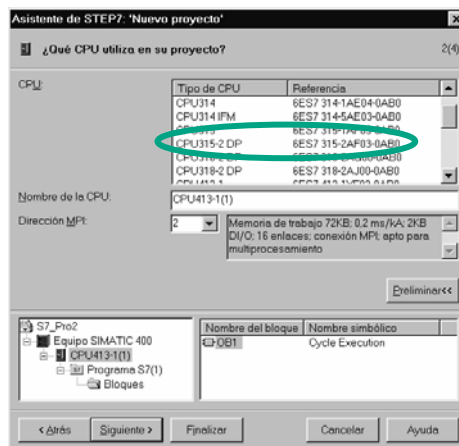 Asistente de STEP7: 'Nuevo proyecto'
¿Qué CPU utiliza en su proyecto? 2(4)
CPU:
Tipo de CPU Referencia
CPU314 6ES7 314-1AE04-0AB0
CPU314 IFM 6ES7 314-5AE03-0AB0
CPU315-2 DP 6ES7 315-2AF03-0AB0
CPU318-2 DP 6ES7 318-2AJ00-0AB0
Nombre de la CPU: CPU413-1(1)
Dirección MPI: 2 Memoria de trabajo 72KB; 0,2 ms/kA; 2KB
DI/O; 16 enlaces; conexión MPI; apto para
multiprocesamiento
Preliminar<<
S7_Pro2
Equipo SIMATIC 400
CPU413-1(1)
Programa S7(1)
Bloques
Nombre del bloque Nombre simbólico
OB1 Cycle Execution
< Atrás Siguiente > Finalizar Cancelar Ayuda